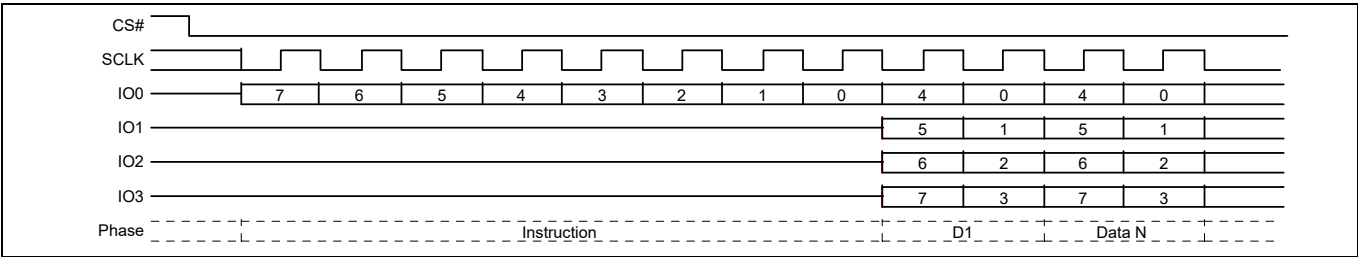 CS#
SCLK
IO0 7 6 5 4 3 2 1 0 4 0 4 0
IO1 5 1 5 1
IO2 6 2 6 2
IO3 7 3 7 3
Phase Instruction D1 Data N